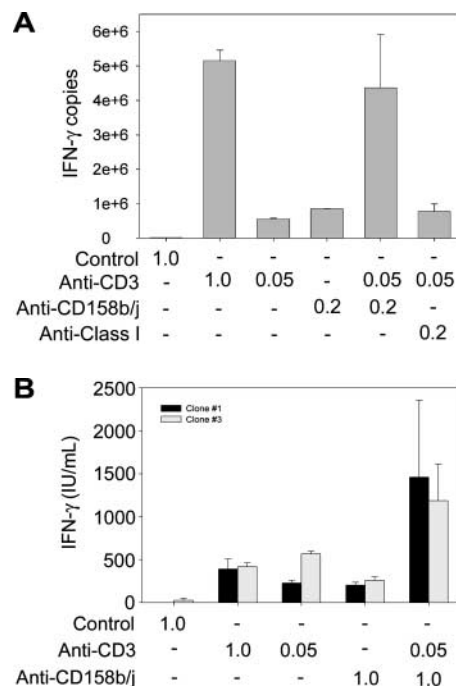 A
6e+6
5e+6
4e+6
3e+6
2e+6
1e+6
0
IFN-γ copies
Control 1.0 - - - - -
Anti-CD3 - 1.0 0.05 - 0.05 0.05
Anti-CD158b/j - - - 0.2 0.2 -
Anti-Class I - - - - - 0.2
B
2500
2000
1500
1000
500
0
IFN-γ (IU/mL)
Clone #1
Clone #3
Control 1.0 - - - -
Anti-CD3 - 1.0 0.05 - 0.05
Anti-CD158b/j - - - 1.0 1.0